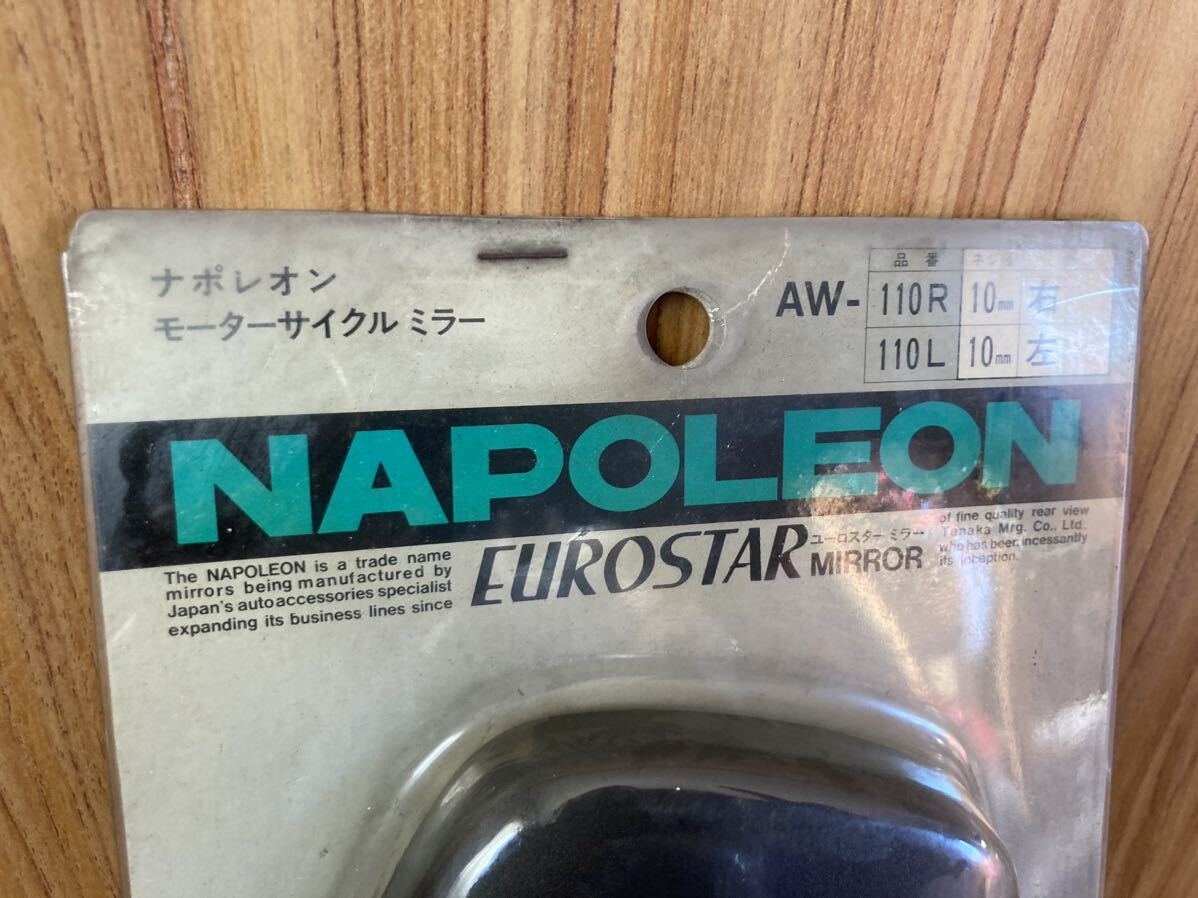 ナポレオン
モーターサイクル ミラー
品番
AW- 110R 10mm 右
110L 10mm 左
NAPOLEON
EUROSTAR
ユーロスター ミラー
MIRROR
The NAPOLEON is a trade name
mirrors being manufactured by
Japan's auto accessories specialist
expanding its business lines since
of fine quality rear view
Tanaka Mfg. Co., Ltd.
who has been incessantly
its inception.